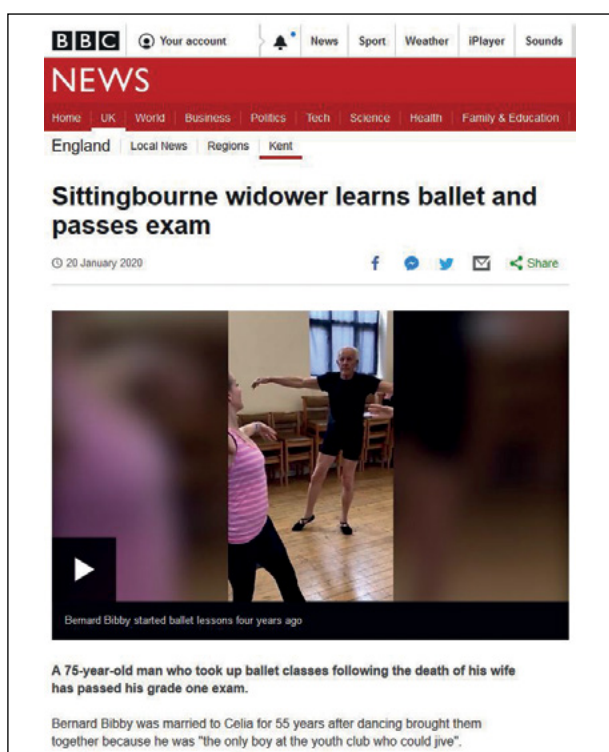 BBC Your account News Sport Weather iPlayer Sounds
NEWS
Home UK World Business Politics Tech Science Health Family & Education
England Local News Regions Kent
Sittingbourne widower learns ballet and
passes exam
20 January 2020 Share
Bernard Bibby started ballet lessons four years ago
A 75-year-old man who took up ballet classes following the death of his wife
has passed his grade one exam.
Bernard Bibby was married to Celia for 55 years after dancing brought them
together because he was "the only boy at the youth club who could jive".